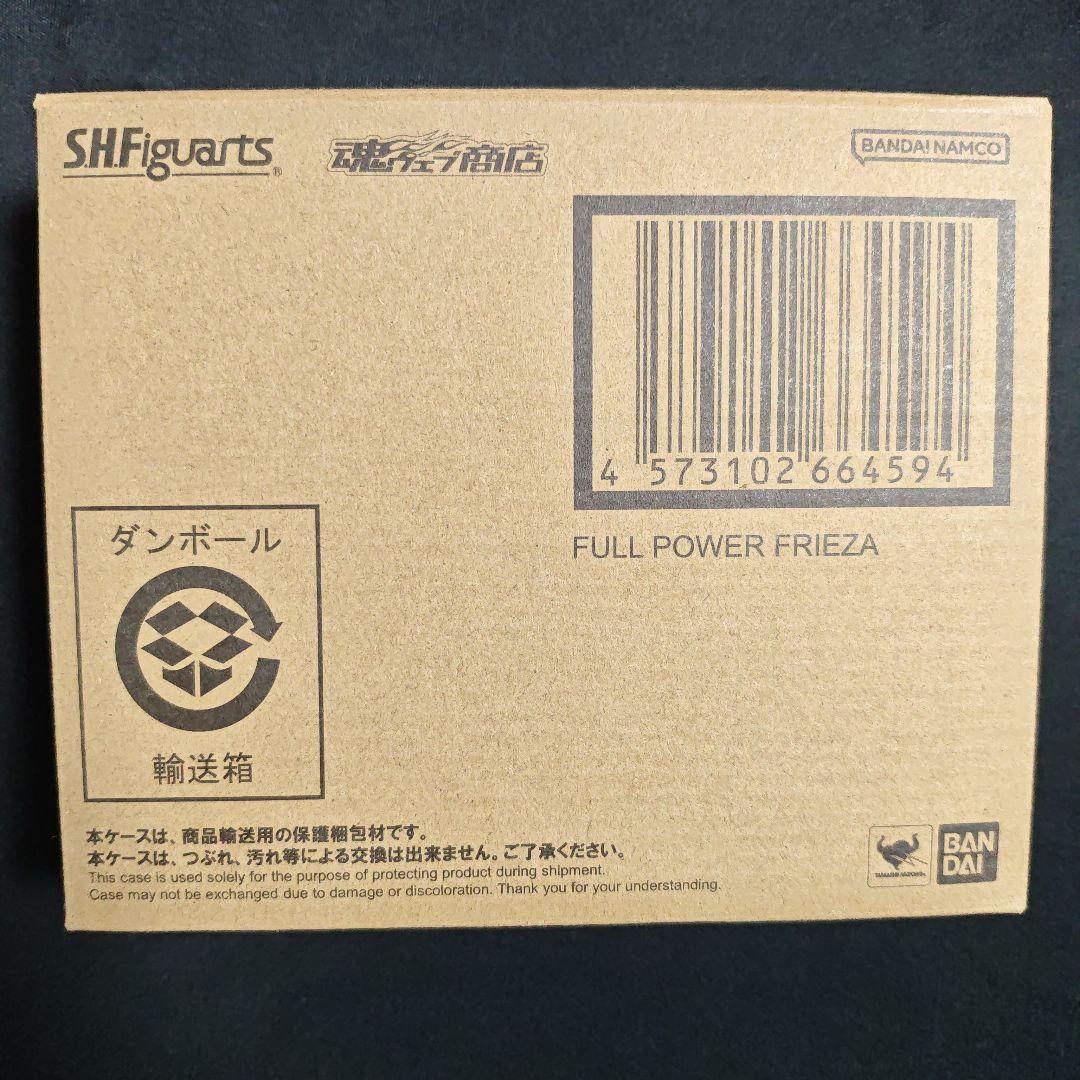 S.H.Figuarts®
魂ウェブ商店
BANDAI NAMCO
4 573102 664594
FULL POWER FRIEZA
ダンボール
輸送箱
本ケースは、商品輸送用の保護梱包材です。
本ケースは、つぶれ、汚れ等による交換は出来ません。ご了承ください。
This case is used solely for the purpose of protecting product during shipment.
Case may not be exchanged due to damage or discoloration. Thank you for your understanding.
TAMASHII NATIONS
BAN
DAI